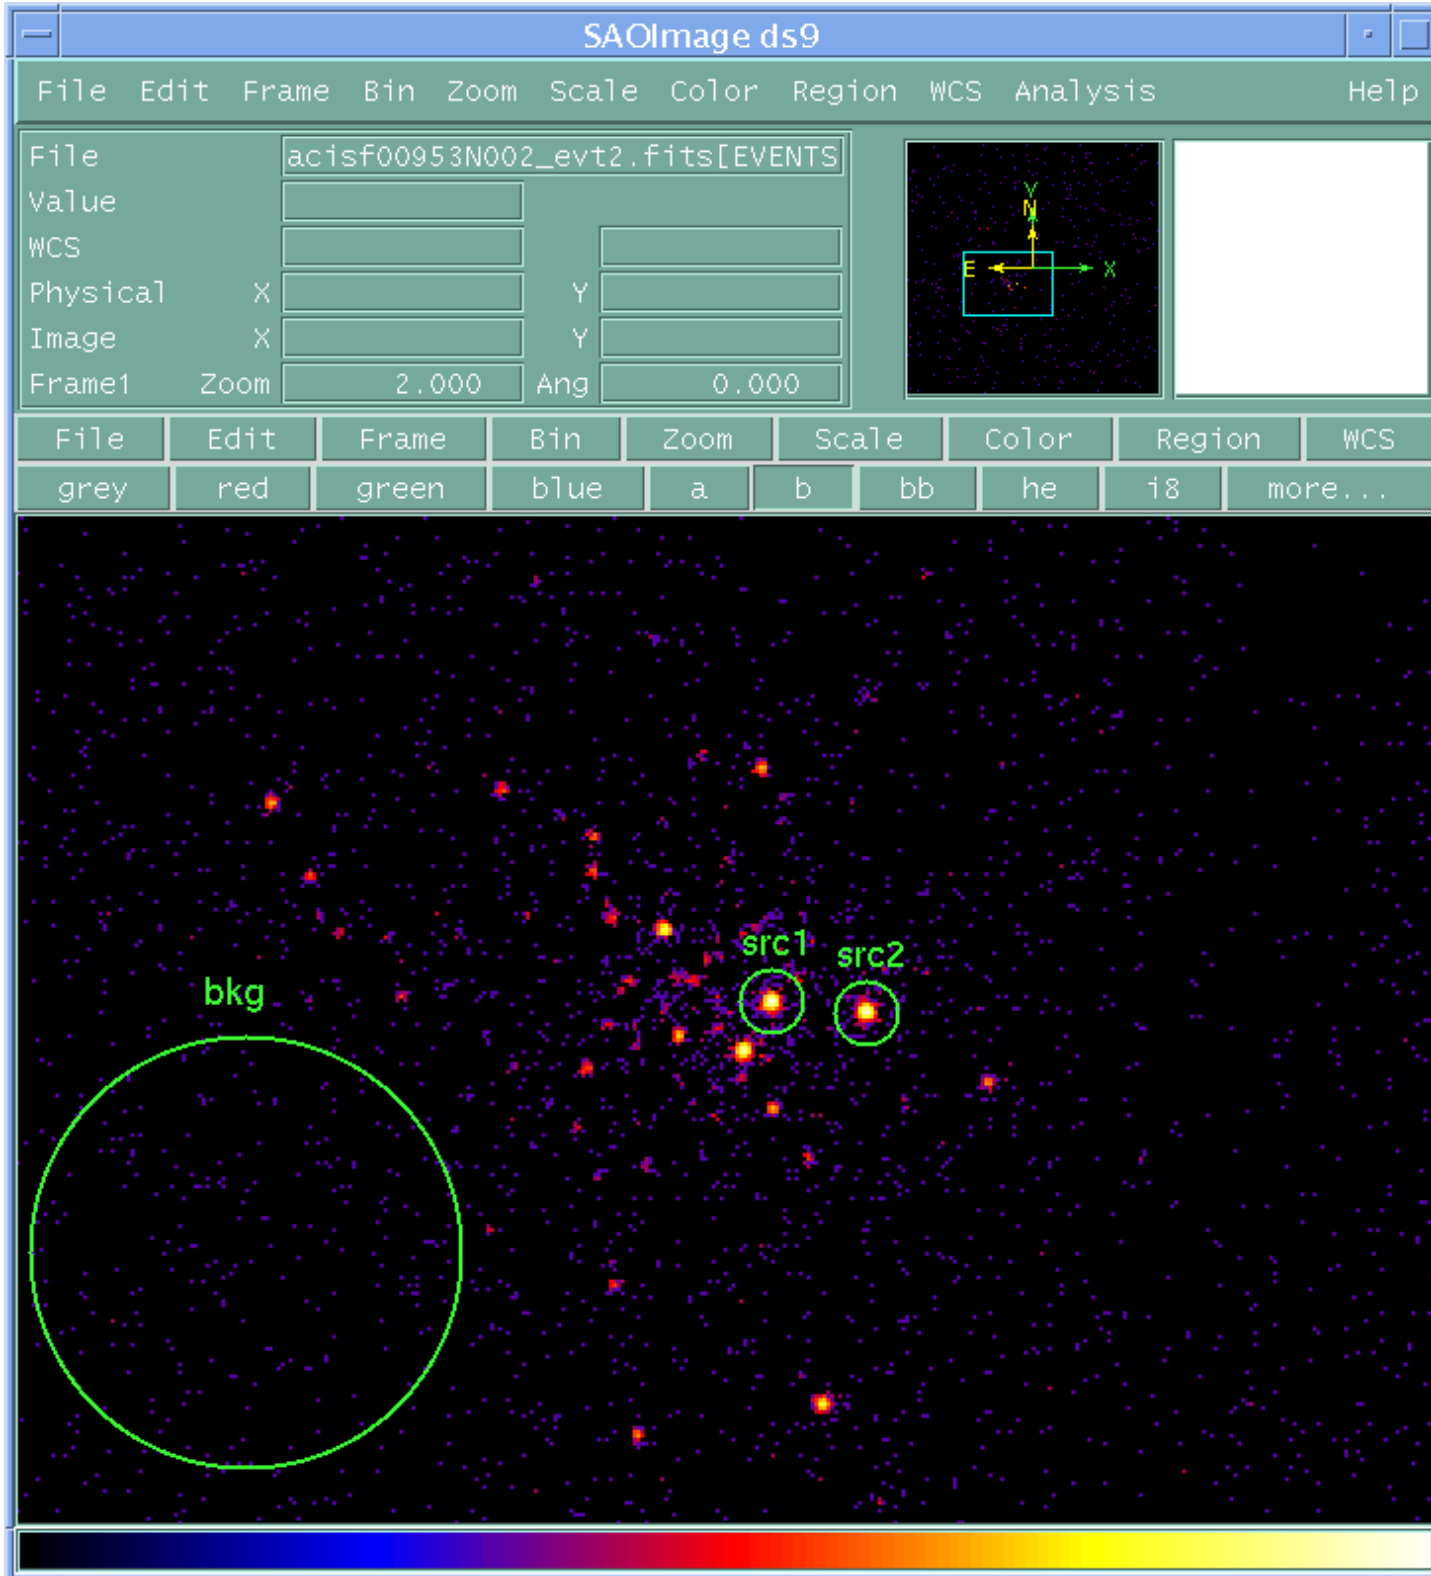 SAOImage ds9
File Edit Frame Bin Zoom Scale Color Region WCS Analysis Help
File acisf00953N002_evt2.fits[EVENTS
Value
WCS
Physical X Y
Image X Y
Frame1 Zoom 2.000 Ang 0.000
Y
N
E X
File Edit Frame Bin Zoom Scale Color Region WCS
grey red green blue a b bb he i8 more...
src1
src2
bkg